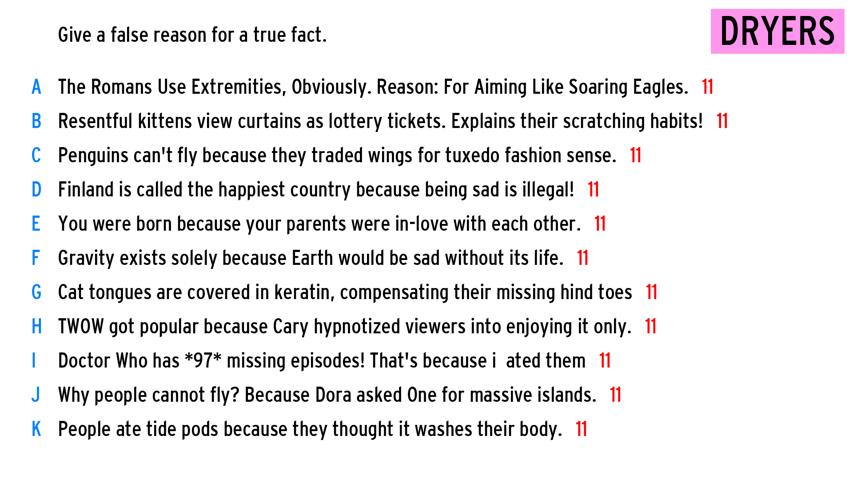 Give a false reason for a true fact.
DRYERS
A The Romans Use Extremities, Obviously. Reason: For Aiming Like Soaring Eagles. 11
B Resentful kittens view curtains as lottery tickets. Explains their scratching habits! 11
C Penguins can't fly because they traded wings for tuxedo fashion sense. 11
D Finland is called the happiest country because being sad is illegal! 11
E You were born because your parents were in-love with each other. 11
F Gravity exists solely because Earth would be sad without its life. 11
G Cat tongues are covered in keratin, compensating their missing hind toes 11
H TWOW got popular because Cary hypnotized viewers into enjoying it only. 11
I Doctor Who has *97* missing episodes! That's because i ated them 11
J Why people cannot fly? Because Dora asked One for massive islands. 11
K People ate tide pods because they thought it washes their body. 11